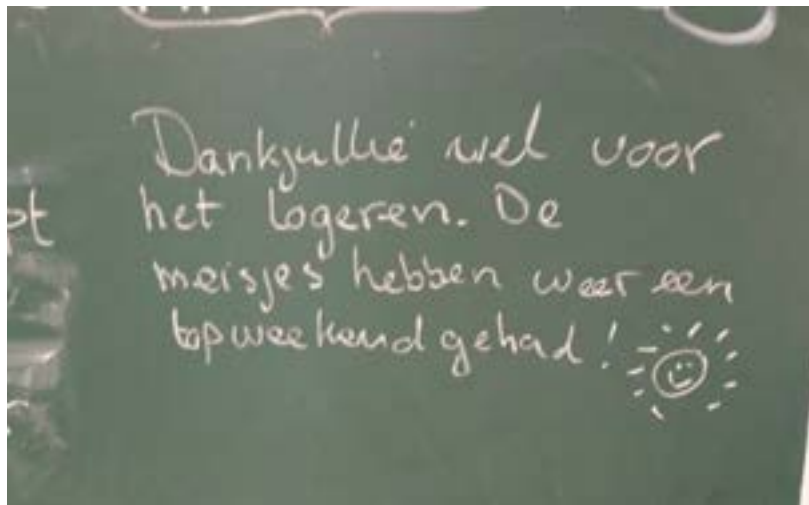 Dankjullie wel voor
het logeren. De
meisjes hebben weer een
topweekend gehad!